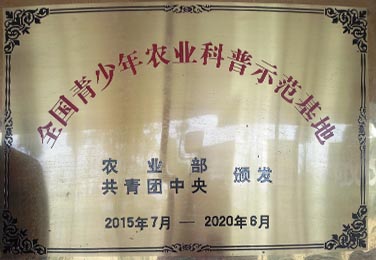 全国青少年农业科普示范基地
农业部
共青团中央 颁发
2015年7月 — 2020年6月